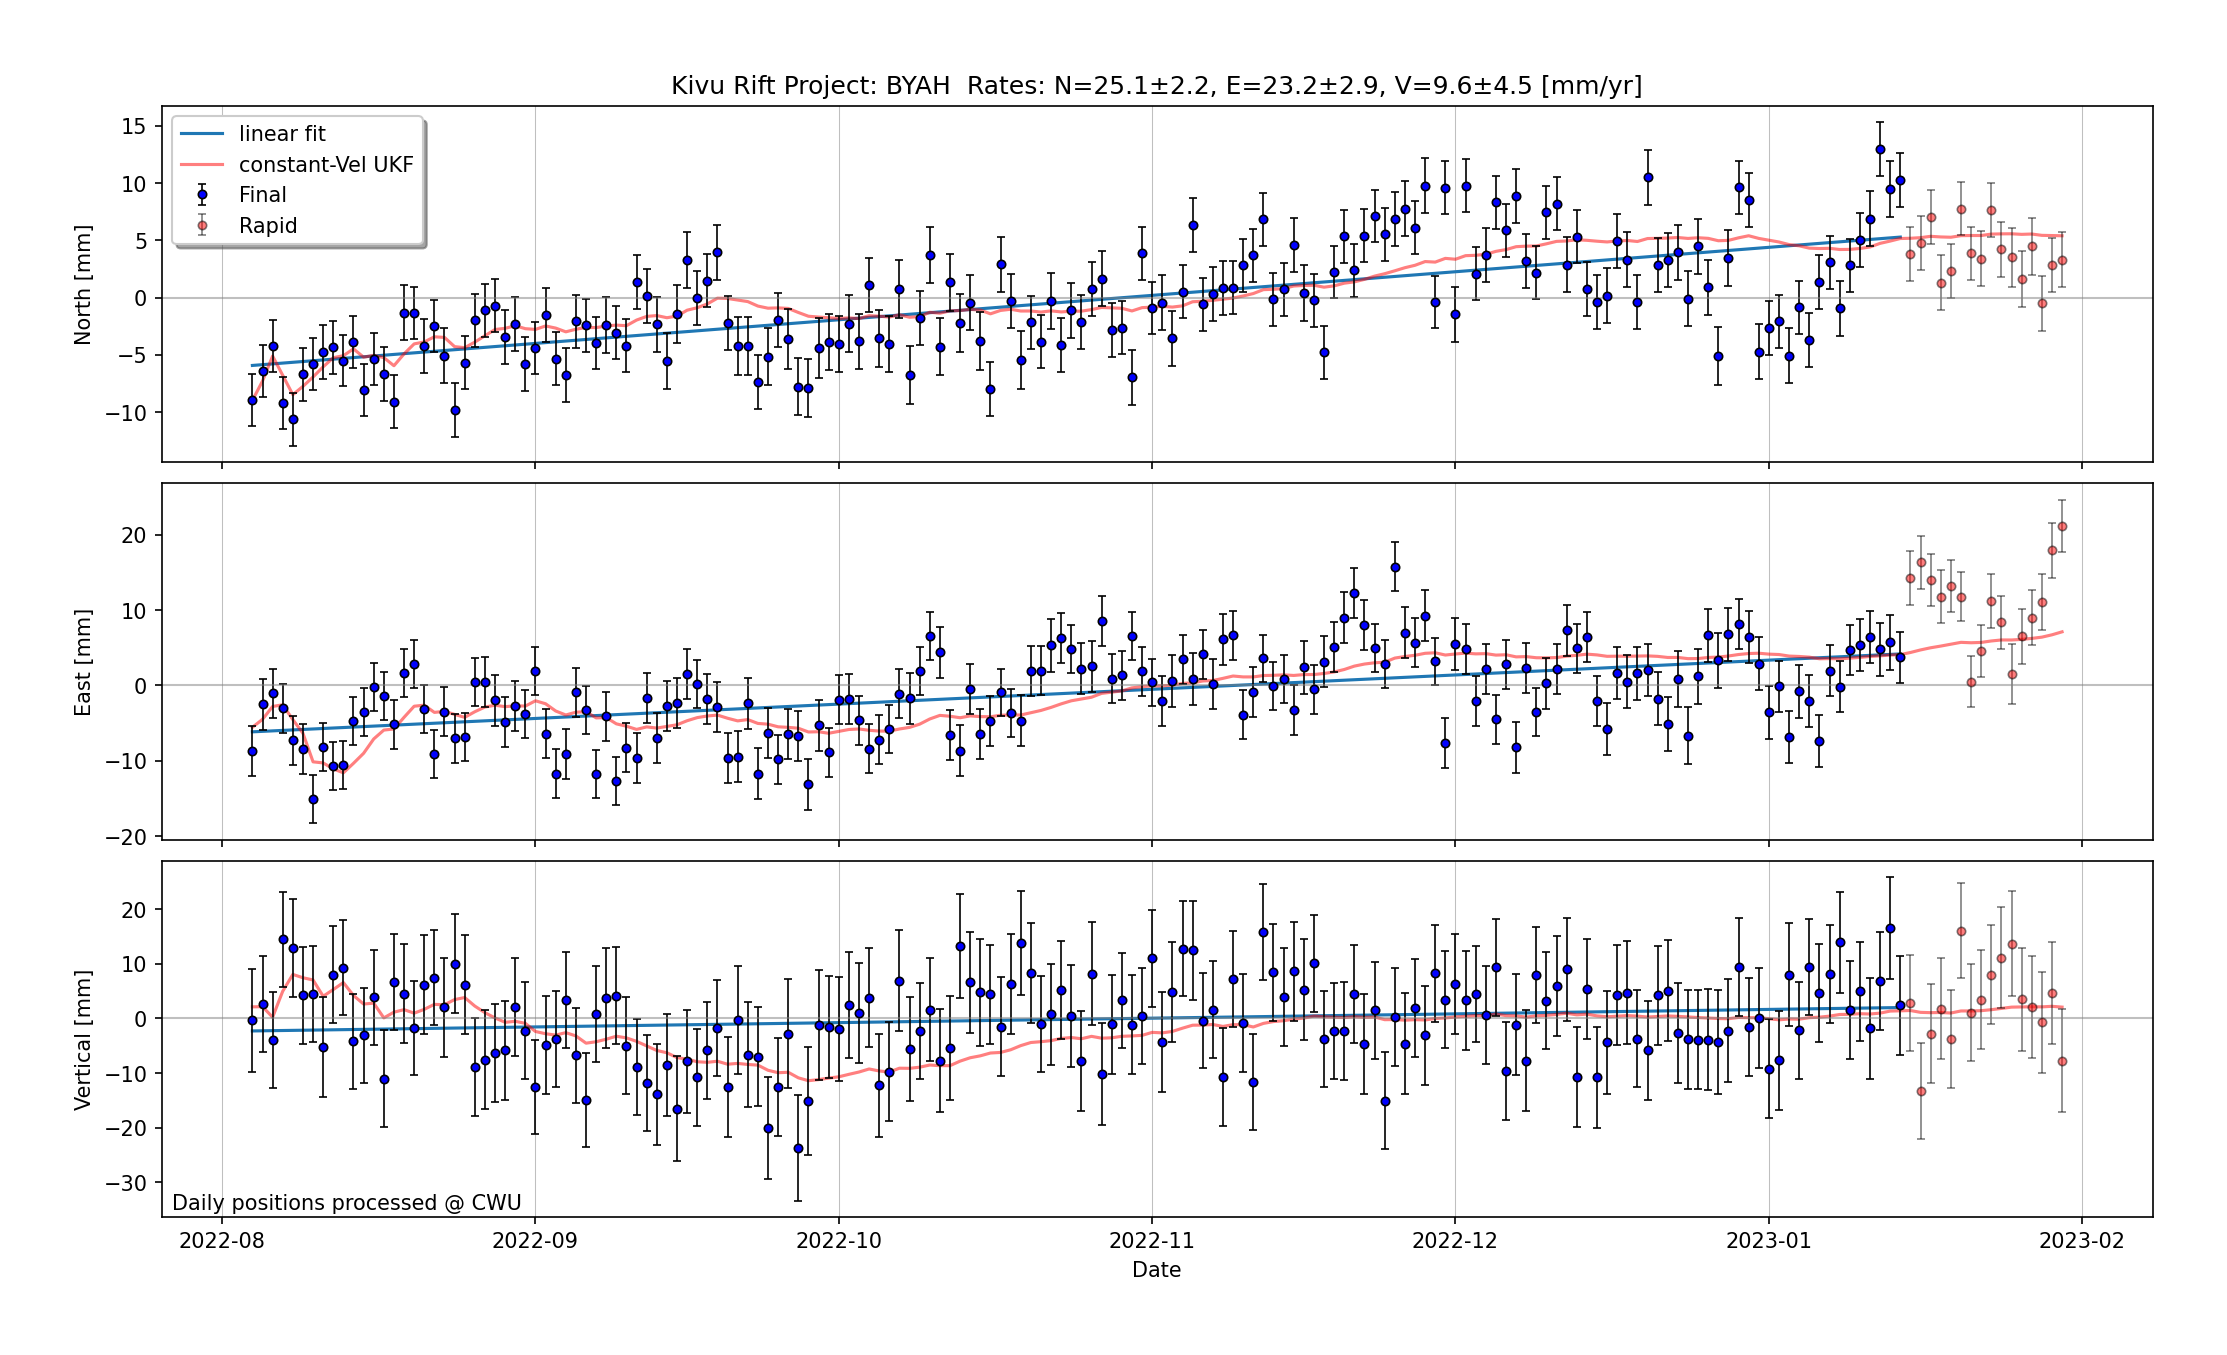 Kivu Rift Project: BYAH  Rates: N=25.1±2.2, E=23.2±2.9, V=9.6±4.5 [mm/yr]
linear fit
constant-Vel UKF
Final
Rapid
North [mm]
15
10
5
0
−5
−10
East [mm]
20
10
0
−10
−20
Vertical [mm]
20
10
0
−10
−20
−30
Daily positions processed @ CWU
2022-08 2022-09 2022-10 2022-11 2022-12 2023-01 2023-02
Date